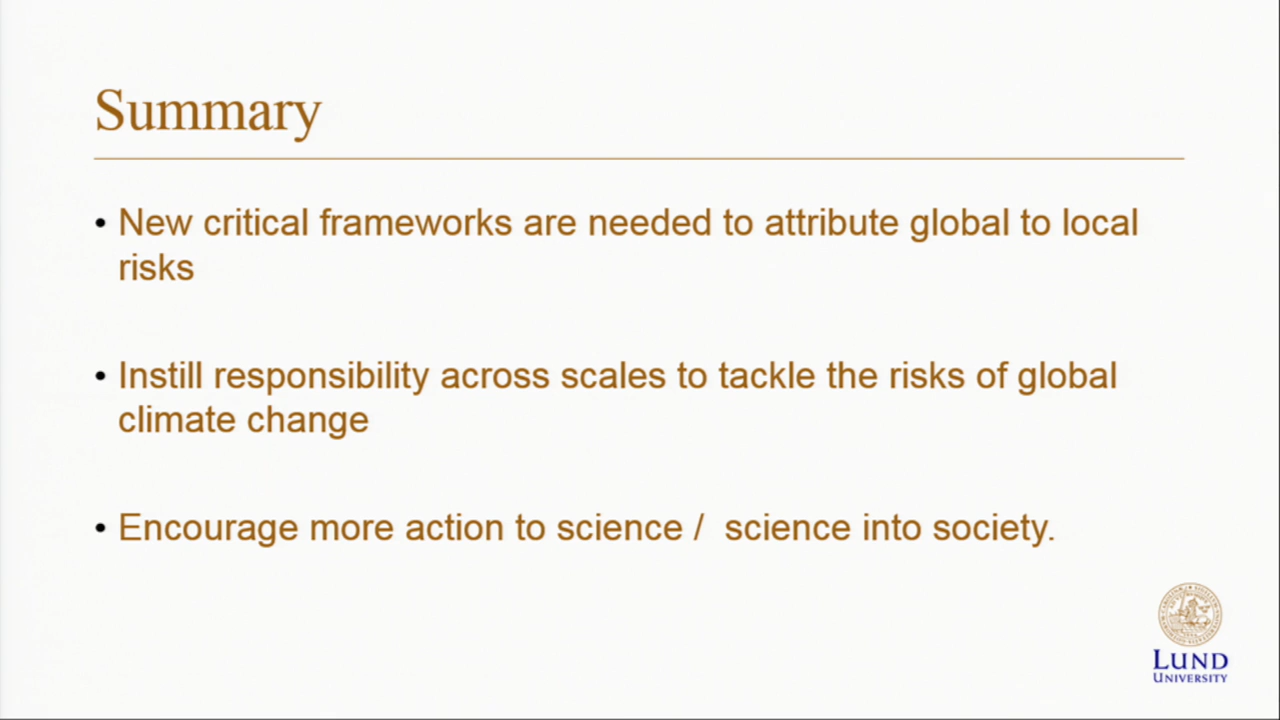 Summary
• New critical frameworks are needed to attribute global to local
risks
• Instill responsibility across scales to tackle the risks of global
climate change
• Encourage more action to science /  science into society.
LUND
UNIVERSITY